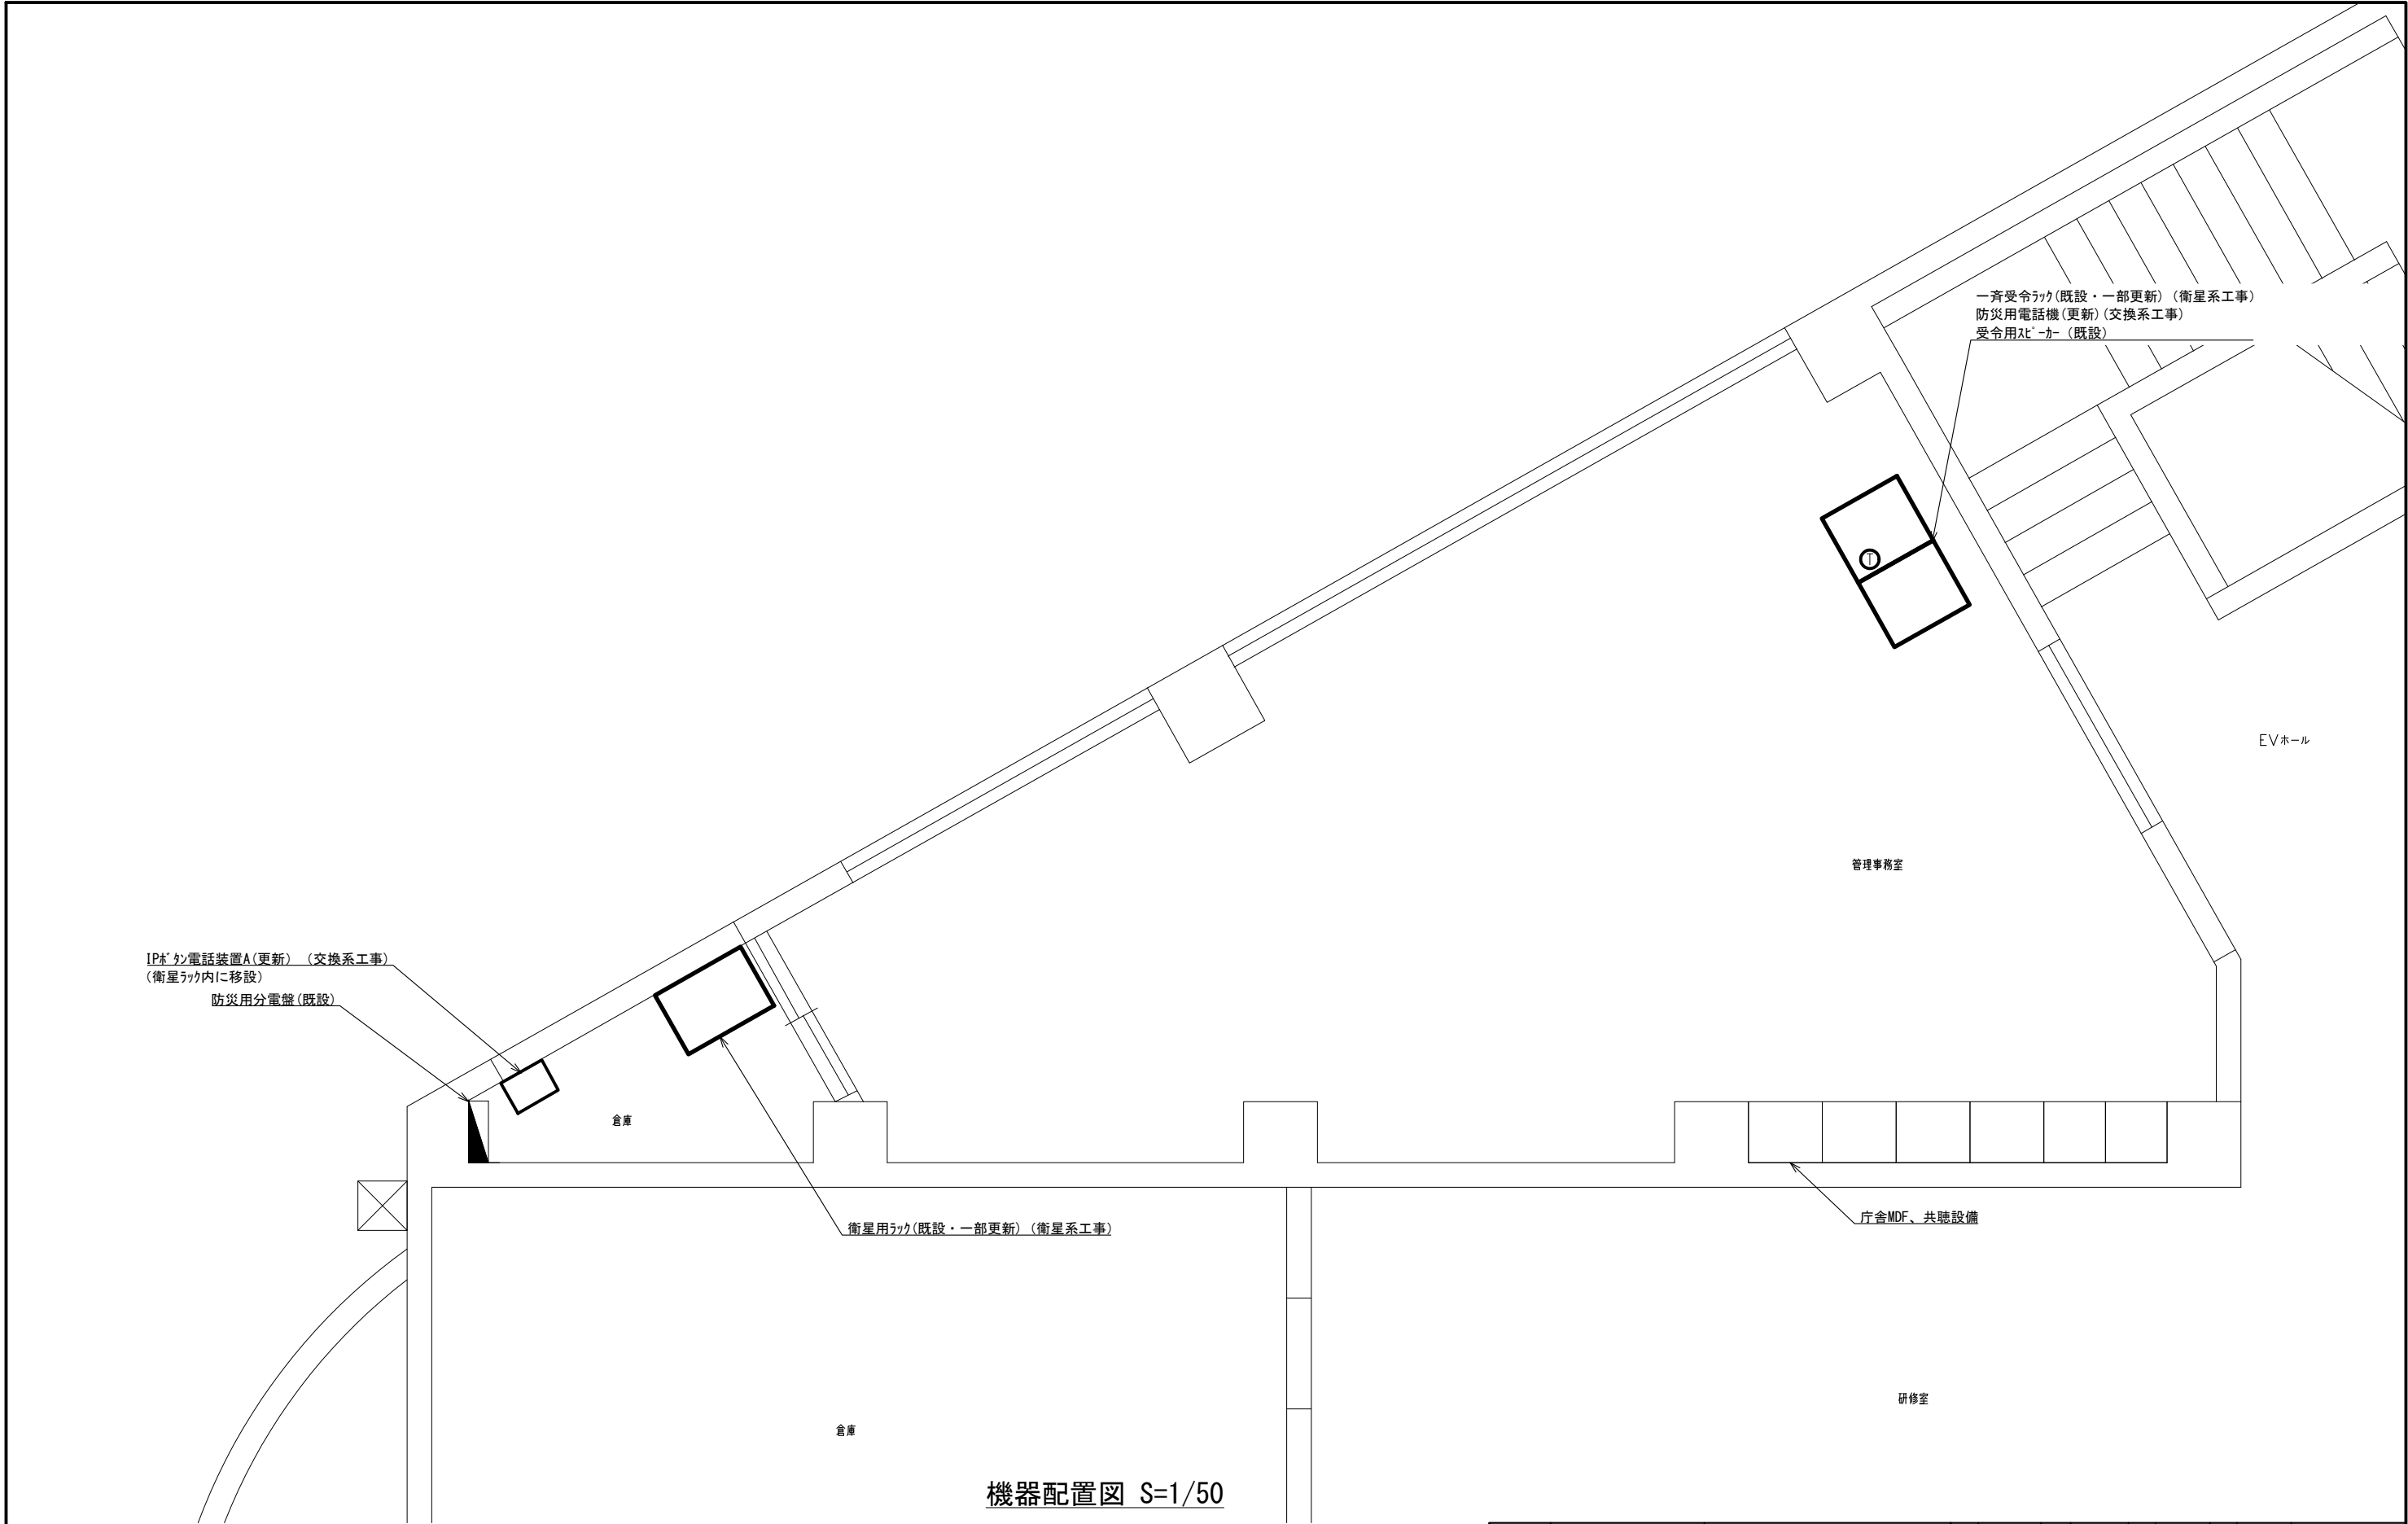 一斉受令ﾗｯｸ(既設・一部更新)（衛星系工事)
防災用電話機(更新)(交換系工事)
受令用ｽﾋﾟｰｶｰ（既設)
T
EVホール
管理事務室
IPﾎﾞﾀﾝ電話装置A(更新)　(交換系工事)
(衛星ﾗｯｸ内に移設)
防災用分電盤(既設)
倉庫
衛星用ﾗｯｸ(既設・一部更新)（衛星系工事)
庁舎MDF、共聴設備
研修室
倉庫
機器配置図 S=1/50